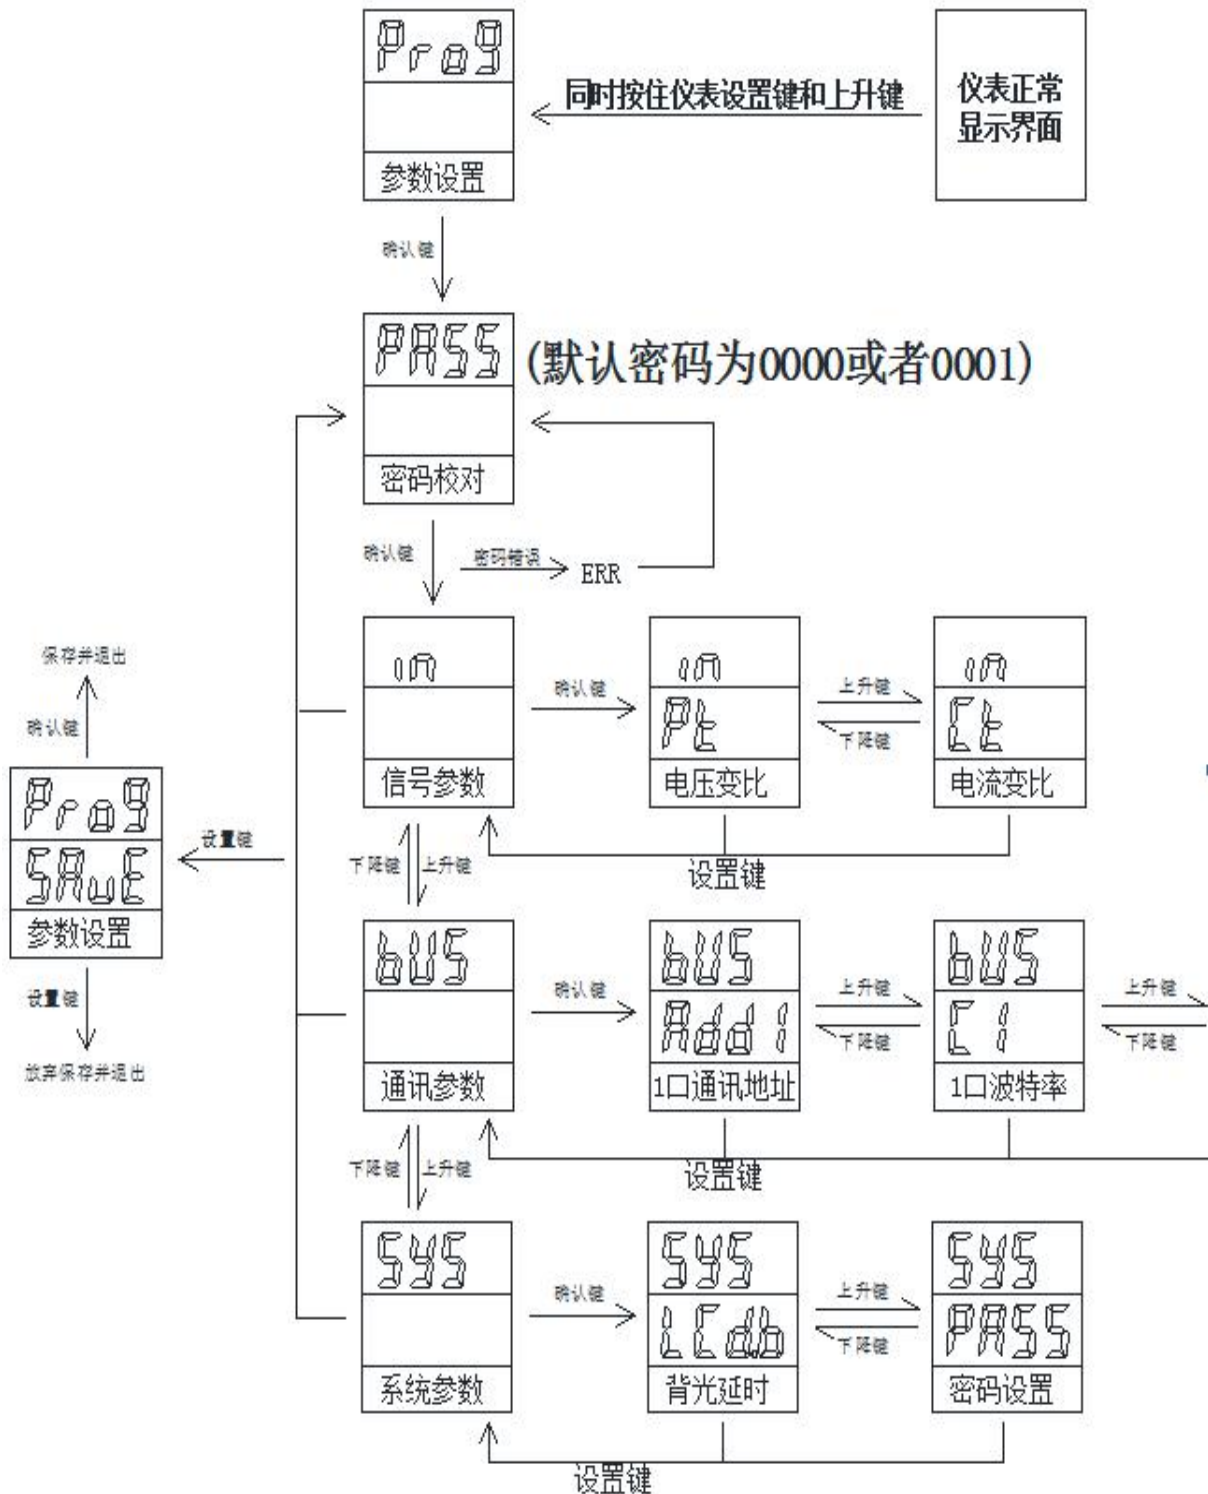 Prog
参数设置
同时按住仪表设置键和上升键
仪表正常
显示界面
确认键
PASS
密码校对
(默认密码为0000或者0001)
确认键
密码错误
ERR
in
信号参数
确认键
in
Pt
电压变比
上升键
下降键
in
Ct
电流变比
设置键
保存并退出
确认键
Prog
SAvE
参数设置
设置键
设置键
放弃保存并退出
下降键
上升键
bUS
通讯参数
确认键
bUS
Add1
1口通讯地址
上升键
下降键
bUS
C1
1口波特率
上升键
下降键
设置键
下降键
上升键
SYS
系统参数
确认键
SYS
LCd.b
背光延时
上升键
下降键
SYS
PASS
密码设置
设置键